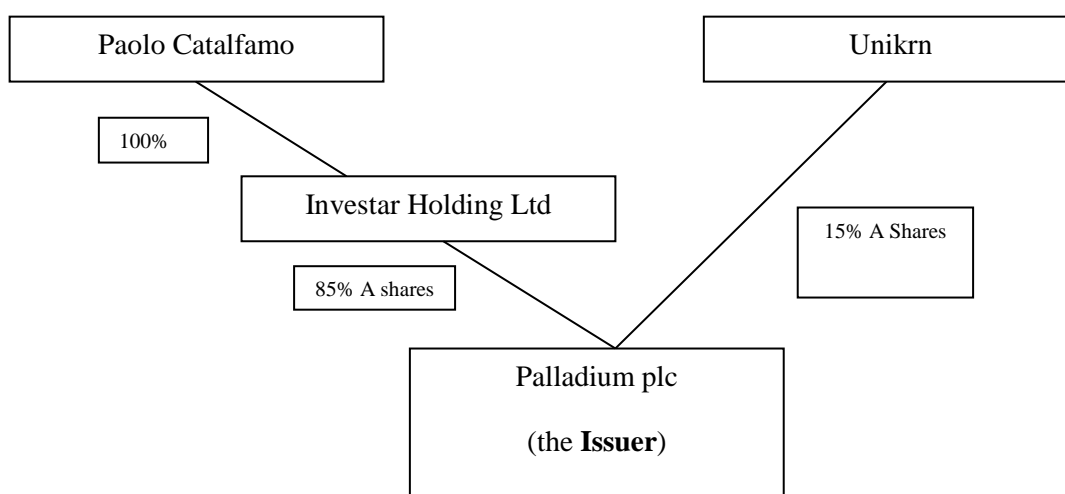 Paolo Catalfamo
Unikrn
100%
Investar Holding Ltd
15% A Shares
85% A shares
Palladium plc
(the Issuer)